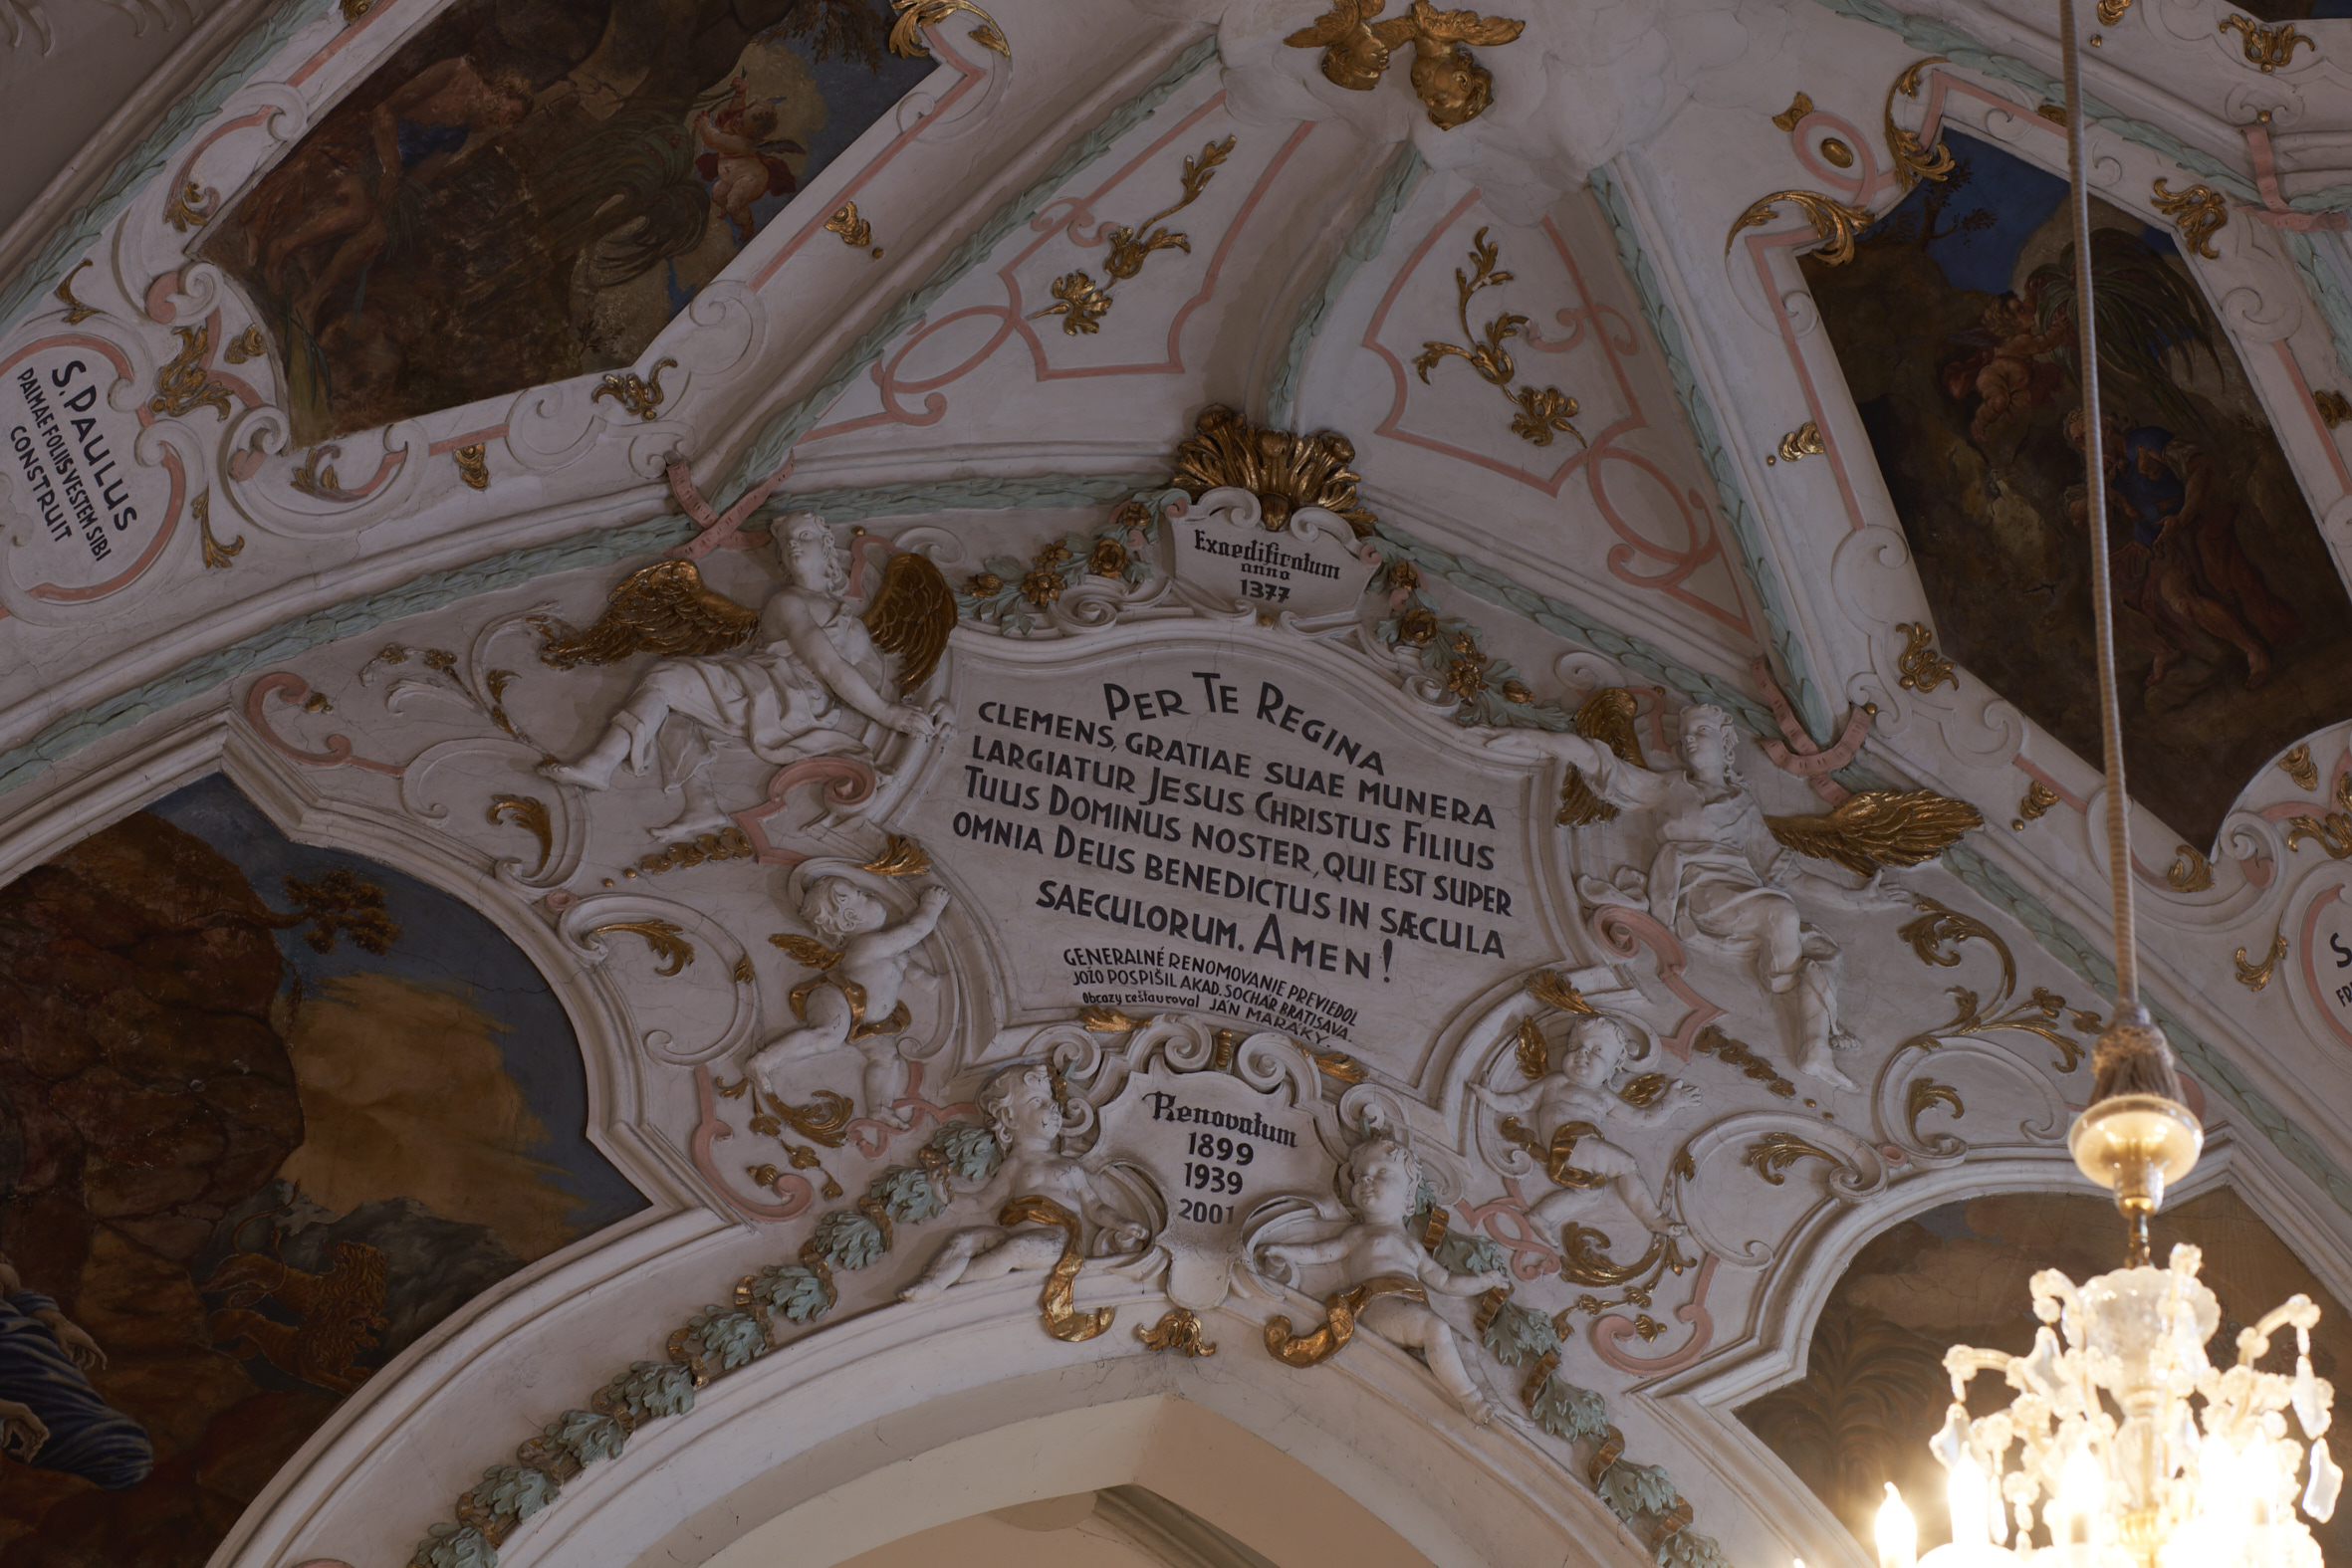 S. PAULUS
PALMAE FOLIIS VESTEM SIBI
CONSTRUIT
Exaedificatum
anno
1377
PER TE REGINA
CLEMENS, GRATIAE SUAE MUNERA
LARGIATUR JESUS CHRISTUS FILIUS
TUUS DOMINUS NOSTER, QUI EST SUPER
OMNIA DEUS BENEDICTUS IN SÆCULA
SAECULORUM. AMEN!
GENERALNÉ RENOMOVANIE PREVIEDOL
JOŽO POSPIŠIL AKAD. SOCHÁR BRATISAVA.
Obrazy reštauroval JÁN MARÁKY.
Renovatum
1899
1939
2001